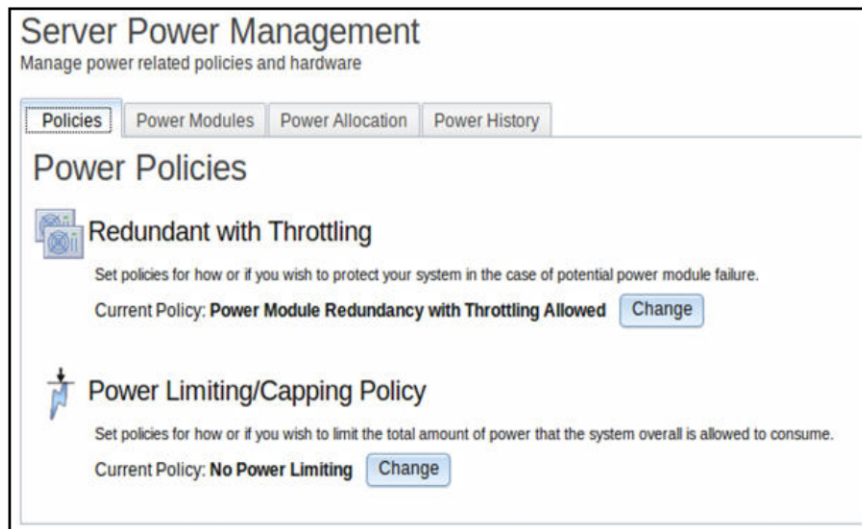 Server Power Management
Manage power related policies and hardware
Policies Power Modules Power Allocation Power History
Power Policies
Redundant with Throttling
Set policies for how or if you wish to protect your system in the case of potential power module failure.
Current Policy: Power Module Redundancy with Throttling Allowed Change
Power Limiting/Capping Policy
Set policies for how or if you wish to limit the total amount of power that the system overall is allowed to consume.
Current Policy: No Power Limiting Change